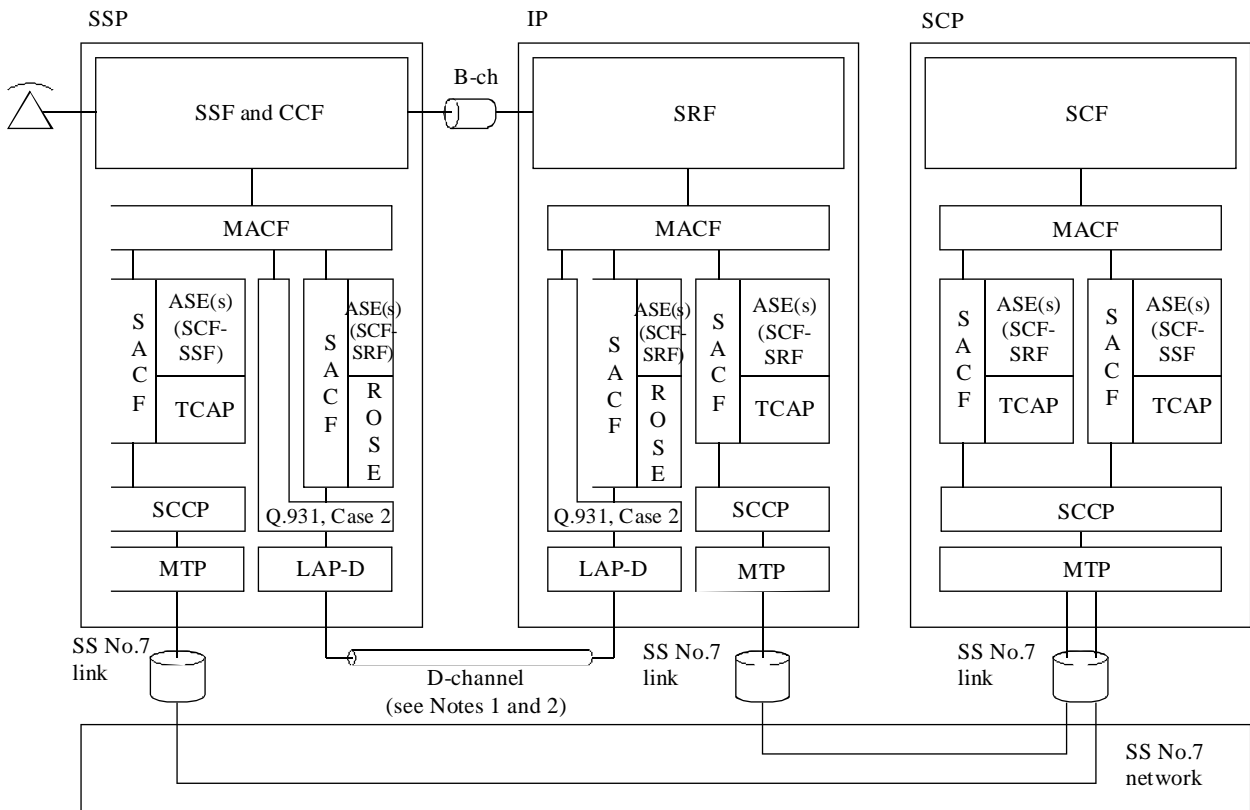 SSP
IP
SCP
B-ch
SSF and CCF
SRF
SCF
MACF
MACF
MACF
SACF
ASE(s)
(SCF-
SSF)
TCAP
SACF
ASE(s)
(SCF-
SRF)
ROSE
SACF
ASE(s)
(SCF-
SRF)
ROSE
SACF
ASE(s)
(SCF-
SRF
TCAP
SACF
ASE(s)
(SCF-
SRF
TCAP
SACF
ASE(s)
(SCF-
SSF
TCAP
SCCP
Q.931, Case 2
Q.931, Case 2
SCCP
SCCP
MTP
LAP-D
LAP-D
MTP
MTP
SS No.7
link
D-channel
(see Notes 1 and 2)
SS No.7
link
SS No.7
link
SS No.7
network